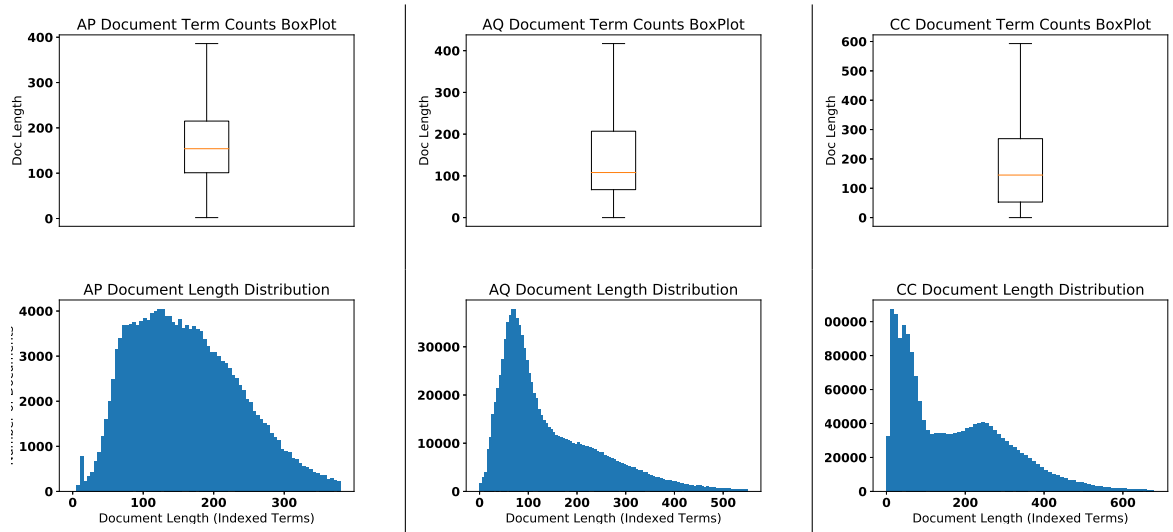 AP Document Term Counts BoxPlot
400
300
200
100
0
Doc Length
AQ Document Term Counts BoxPlot
400
300
200
100
0
Doc Length
CC Document Term Counts BoxPlot
600
500
400
300
200
100
0
Doc Length
AP Document Length Distribution
4000
3000
2000
1000
0
0 100 200 300
Document Length (Indexed Terms)
AQ Document Length Distribution
30000
20000
10000
0
0 100 200 300 400 500
Document Length (Indexed Terms)
CC Document Length Distribution
00000
80000
60000
40000
20000
0
0 200 400 600
Document Length (Indexed Terms)